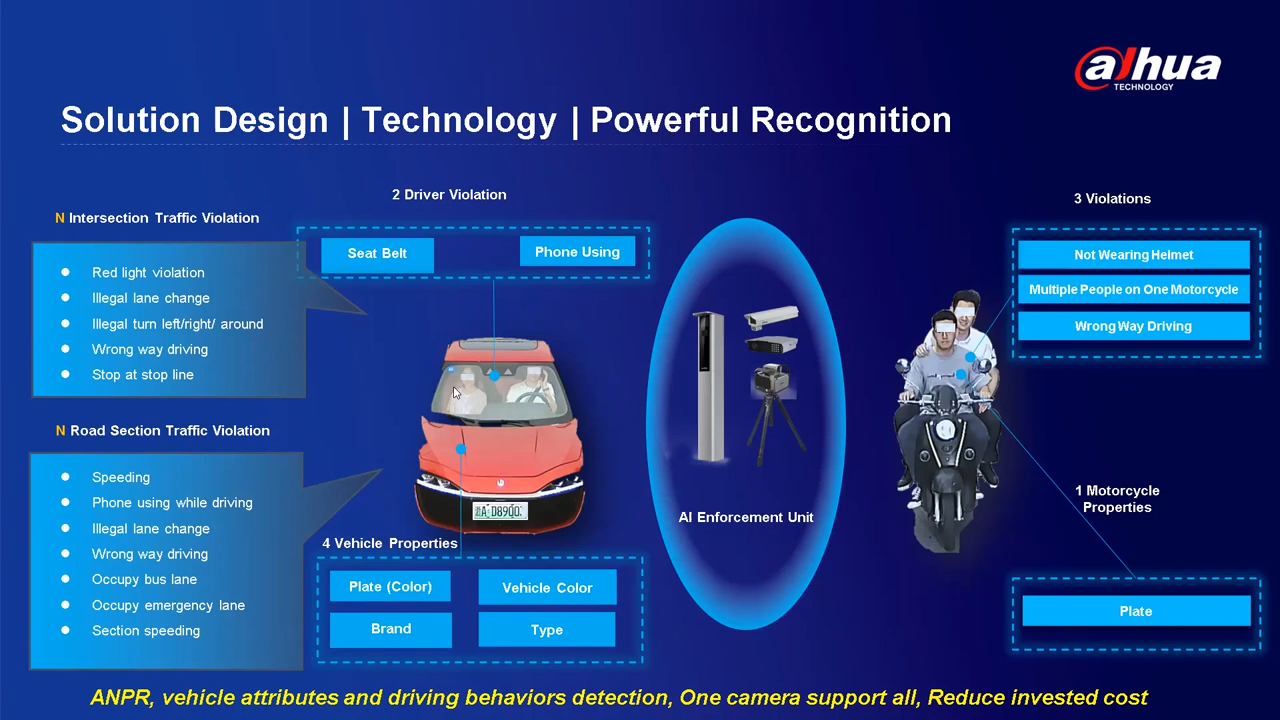 alhua
TECHNOLOGY
Solution Design | Technology | Powerful Recognition
2 Driver Violation
Seat Belt
Phone Using
N Intersection Traffic Violation
Red light violation
Illegal lane change
Illegal turn left/right/ around
Wrong way driving
Stop at stop line
N Road Section Traffic Violation
Speeding
Phone using while driving
Illegal lane change
Wrong way driving
Occupy bus lane
Occupy emergency lane
Section speeding
A D8900
4 Vehicle Properties
Plate (Color)
Vehicle Color
Brand
Type
AI Enforcement Unit
3 Violations
Not Wearing Helmet
Multiple People on One Motorcycle
Wrong Way Driving
1 Motorcycle
Properties
Plate
ANPR, vehicle attributes and driving behaviors detection, One camera support all, Reduce invested cost